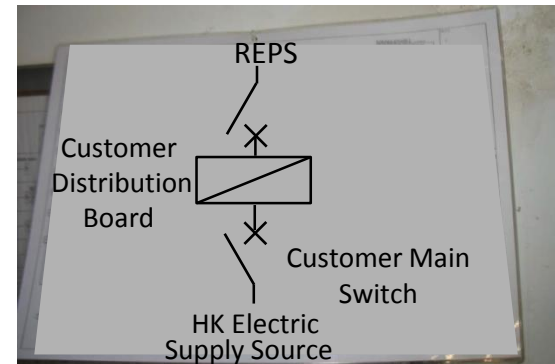 REPS
Customer
Distribution
Board
Customer Main
Switch
HK Electric
Supply Source